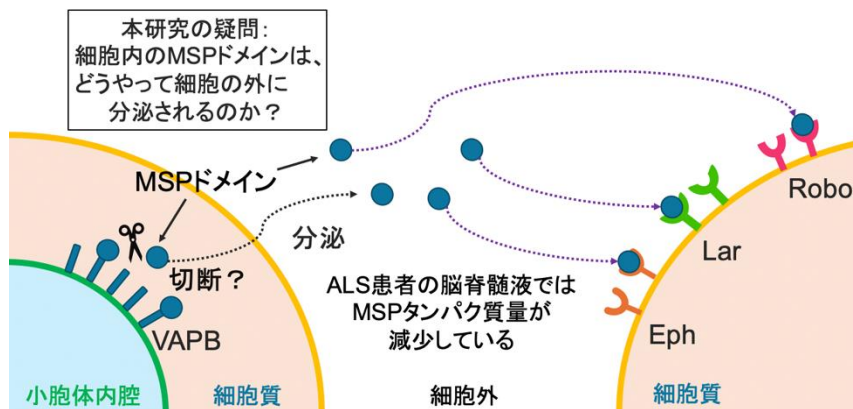 本研究の疑問:
細胞内のMSPドメインは、
どうやって細胞の外に
分泌されるのか？
MSPドメイン
分泌
切断？
VAPB
小胞体内腔
細胞質
ALS患者の脳脊髄液では
MSPタンパク質量が
減少している
細胞外
Robo
Lar
Eph
細胞質